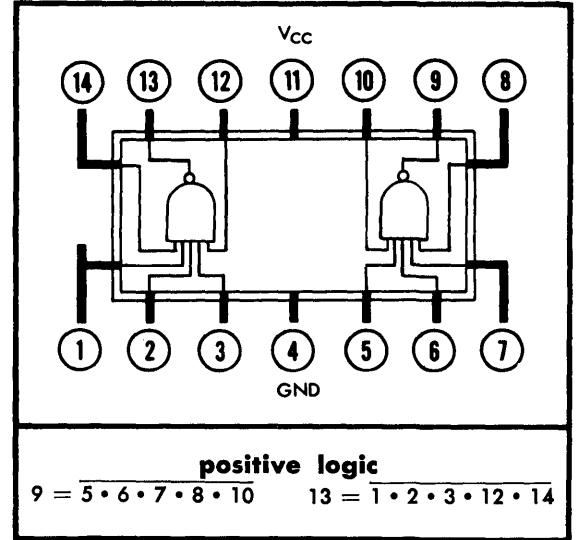 VCC
14 13 12 11 10 9 8
1 2 3 4 5 6 7
GND
positive logic
9 = 5 • 6 • 7 • 8 • 10 13 = 1 • 2 • 3 • 12 • 14